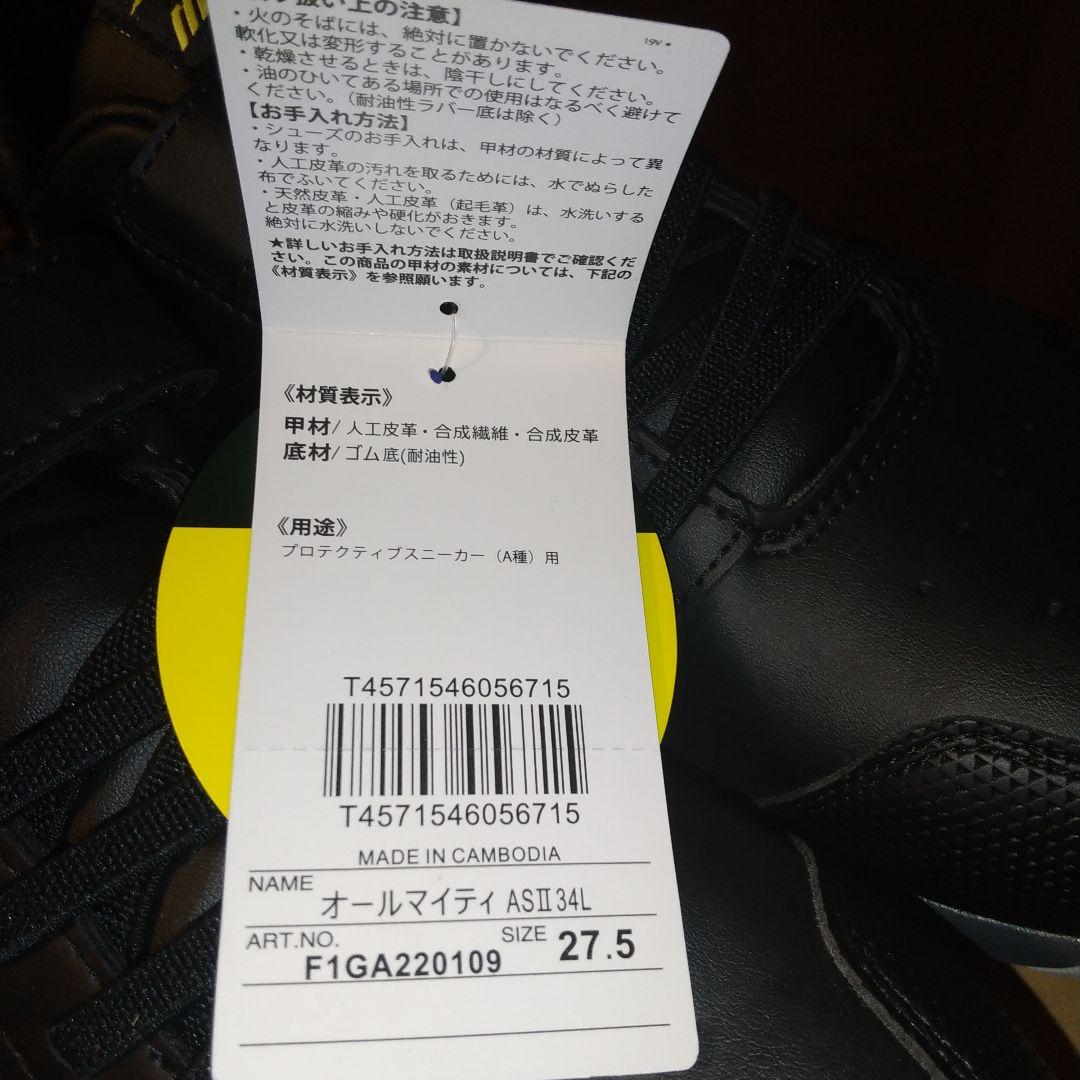 扱い上の注意】
・火のそばには、絶対に置かないでください。
軟化又は変形することがあります。
・乾燥させるときは、陰干しにしてください。
・油のひいてある場所での使用はなるべく避けて
ください。（耐油性ラバー底は除く）
19V
【お手入れ方法】
・シューズのお手入れは、甲材の材質によって異
なります。
・人工皮革の汚れを取るためには、水でぬらした
布でふいてください。
・天然皮革・人工皮革（起毛革）は、水洗いする
と皮革の縮みや硬化がおきます。
絶対に水洗いしないでください。
★詳しいお手入れ方法は取扱説明書でご確認くだ
さい。この商品の甲材の素材については、下記の
《材質表示》を参照願います。
《材質表示》
甲材/ 人工皮革・合成繊維・合成皮革
底材/ ゴム底(耐油性)
《用途》
プロテクティブスニーカー（A種）用
T4571546056715
T4571546056715
MADE IN CAMBODIA
NAME
オールマイティ ASⅡ34L
ART.NO.
F1GA220109
SIZE 27.5